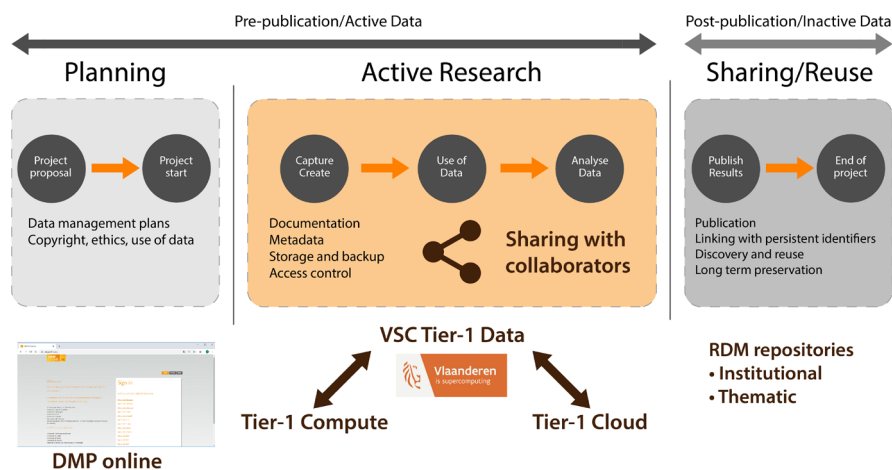 Pre-publication/Active Data
Post-publication/Inactive Data
Planning
Active Research
Sharing/Reuse
Project
proposal
Project
start
Capture
Create
Use of
Data
Analyse
Data
Publish
Results
End of
project
Data management plans
Copyright, ethics, use of data
Documentation
Metadata
Storage and backup
Access control
Sharing with
collaborators
Publication
Linking with persistent identifiers
Discovery and reuse
Long term preservation
VSC Tier-1 Data
Vlaanderen
is supercomputing
Tier-1 Compute
Tier-1 Cloud
RDM repositories
• Institutional
• Thematic
Sign in
DMP online